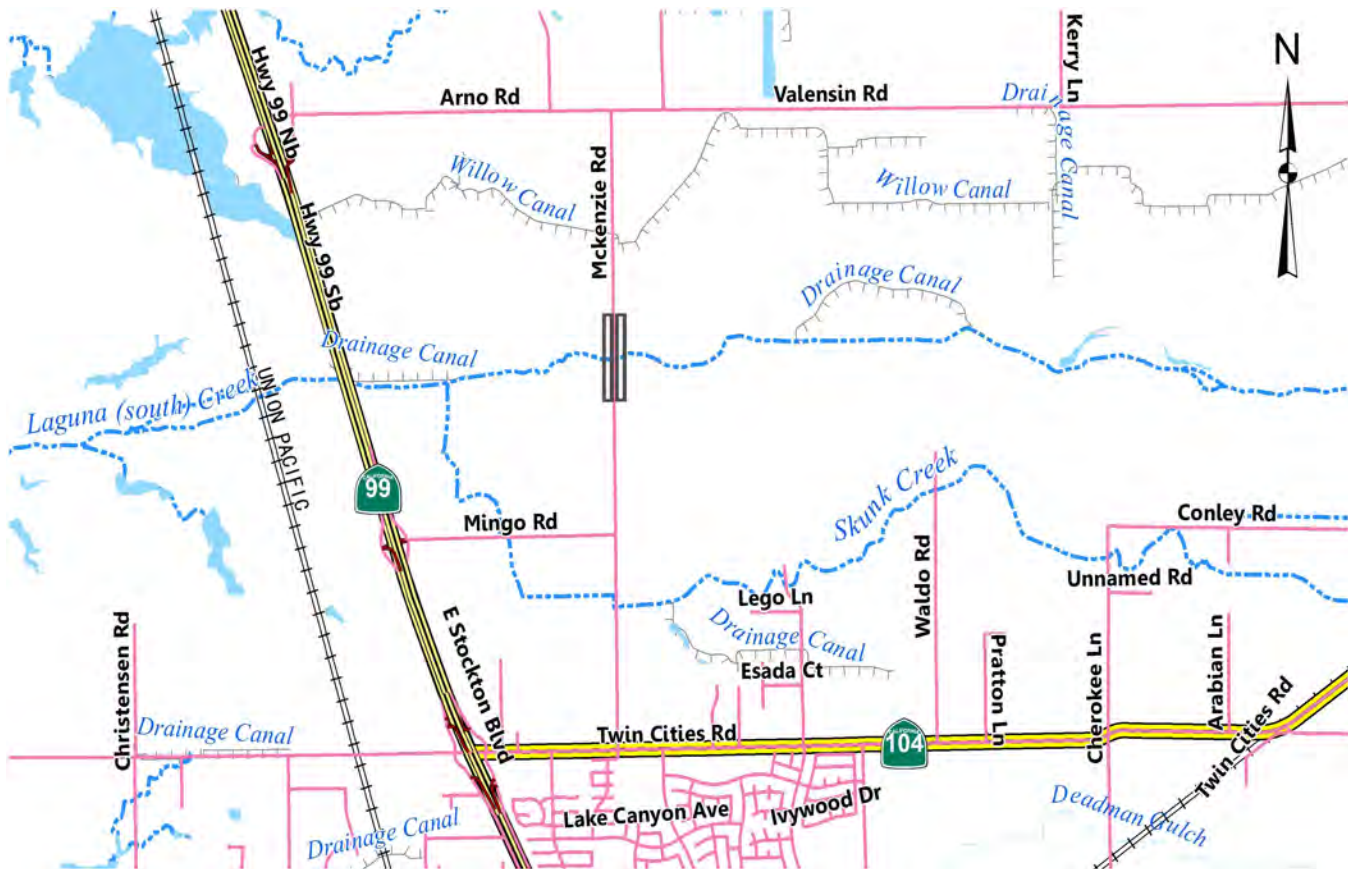 N
Kerry Ln
Hwy 99 Nb
Arno Rd
Valensin Rd
Drainage Canal
Mckenzie Rd
Willow Canal
Willow Canal
Hwy 99 Sb
Drainage Canal
Drainage Canal
Laguna (south) Creek
UNION PACIFIC
CALIFORNIA
99
Skunk Creek
Mingo Rd
Conley Rd
Waldo Rd
Unnamed Rd
Lego Ln
E Stockton Blvd
Drainage Canal
Christensen Rd
Esada Ct
Pratton Ln
Cherokee Ln
Arabian Ln
Twin Cities Rd
Drainage Canal
Twin Cities Rd
CALIFORNIA
104
Lake Canyon Ave
Ivywood Dr
Deadman Gulch
Drainage Canal